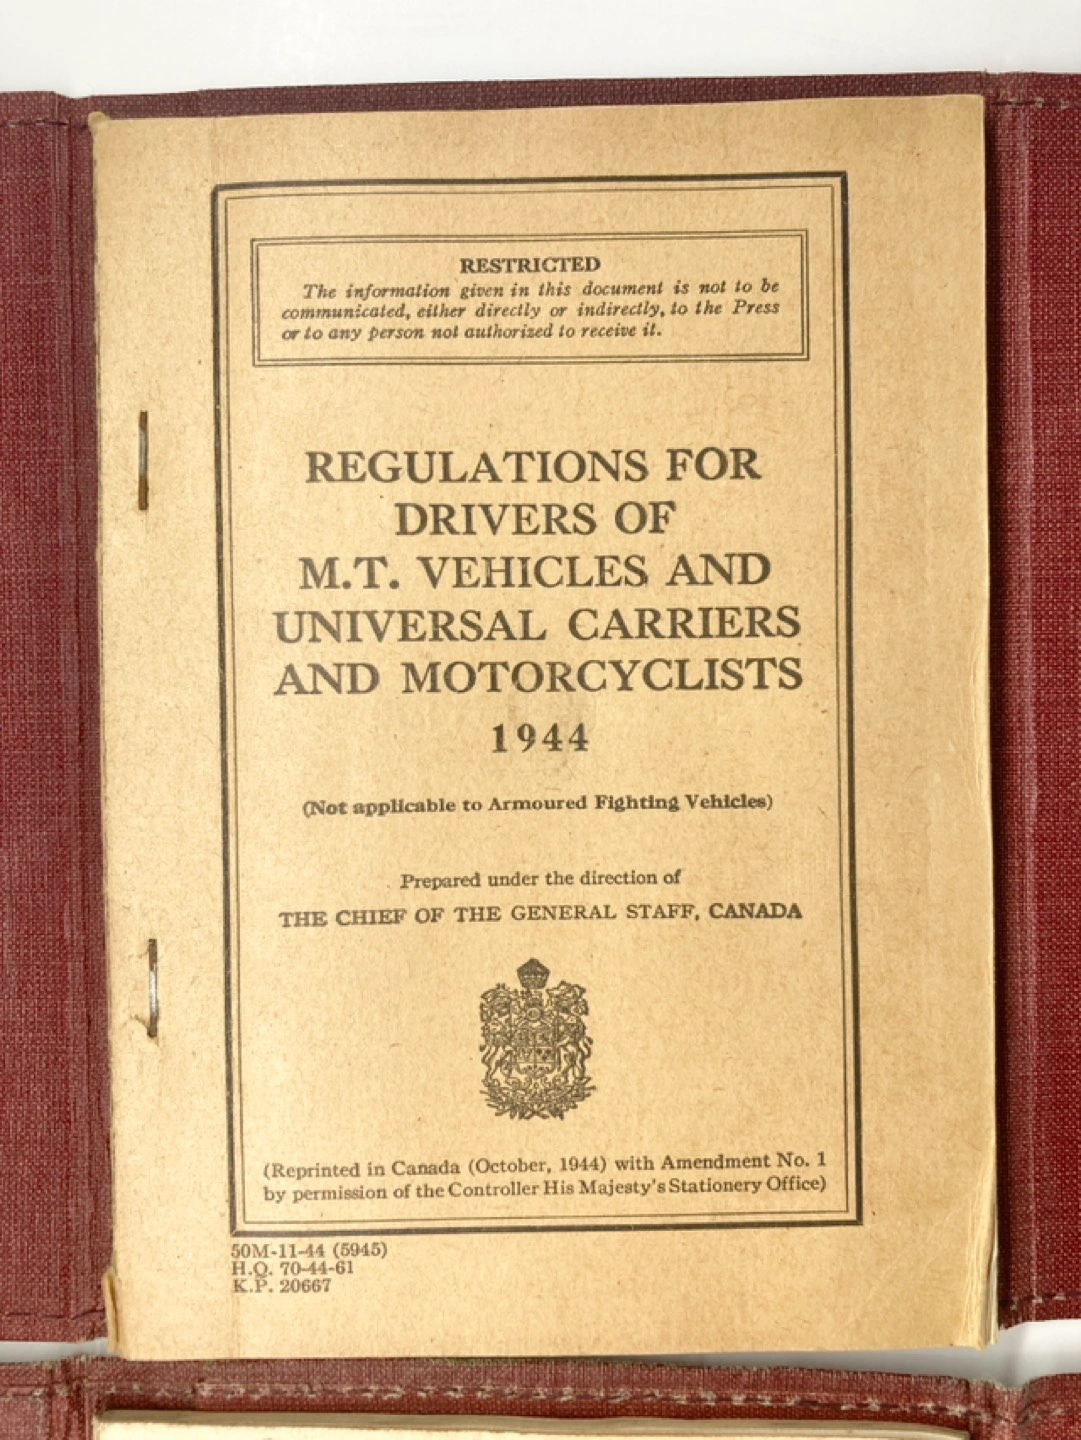 RESTRICTED
The information given in this document is not to be
communicated, either directly or indirectly, to the Press
or to any person not authorized to receive it.
REGULATIONS FOR
DRIVERS OF
M.T. VEHICLES AND
UNIVERSAL CARRIERS
AND MOTORCYCLISTS
1944
(Not applicable to Armoured Fighting Vehicles)
Prepared under the direction of
THE CHIEF OF THE GENERAL STAFF, CANADA
(Reprinted in Canada (October, 1944) with Amendment No. 1
by permission of the Controller His Majesty's Stationery Office)
50M-11-44 (5945)
H.Q. 70-44-61
K.P. 20667